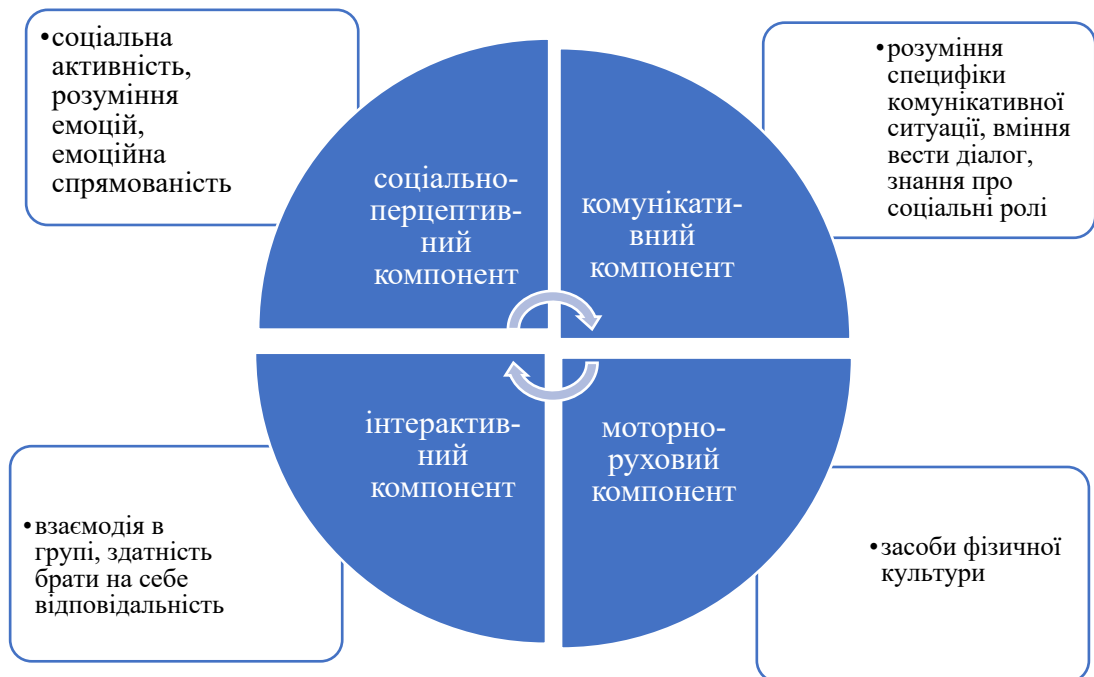 •соціальна
активність,
розуміння
емоцій,
емоційна
спрямованість
соціально-
перцептив-
ний
компонент
комунікати-
вний
компонент
•розуміння
специфіки
комунікативної
ситуації, вміння
вести діалог,
знання про
соціальні ролі
•взаємодія в
групі, здатність
брати на себе
відповідальність
інтерактив-
ний
компонент
моторно-
руховий
компонент
•засоби фізичної
культури